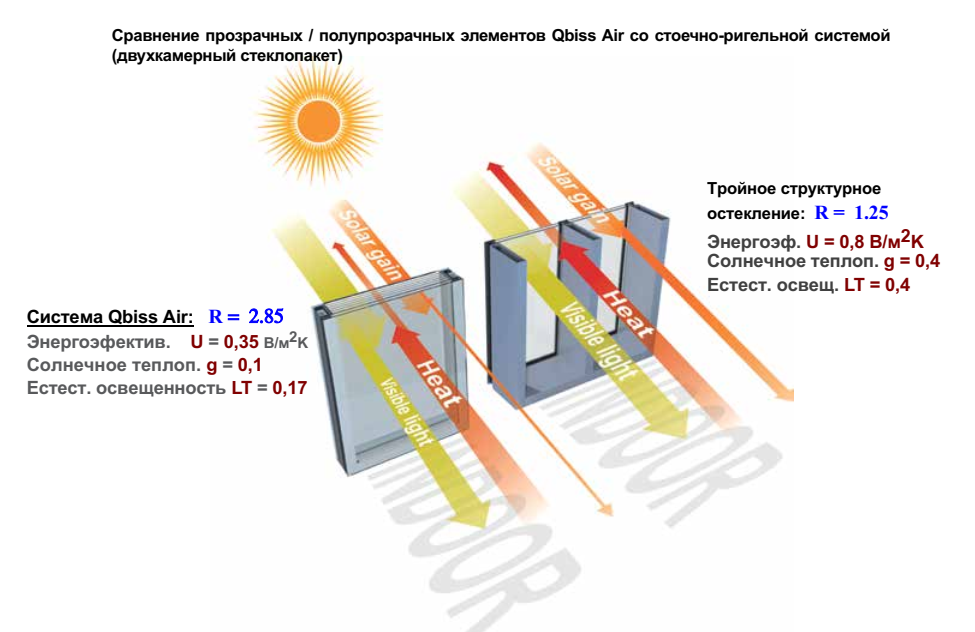 Сравнение прозрачных / полупрозрачных элементов Qbiss Air со стоечно-ригельной системой
(двухкамерный стеклопакет)
Solar gain
Solar gain
Тройное структурное
остекление: R = 1.25
Энергоэф. U = 0,8 В/м²K
Солнечное теплоп. g = 0,4
Естест. освещ. LT = 0,4
Система Qbiss Air: R = 2.85
Энергоэфектив. U = 0,35 В/м²K
Солнечное теплоп. g = 0,1
Естест. освещенность LT = 0,17
Visible light
Heat
Visible light
Heat
INDOOR
INDOOR